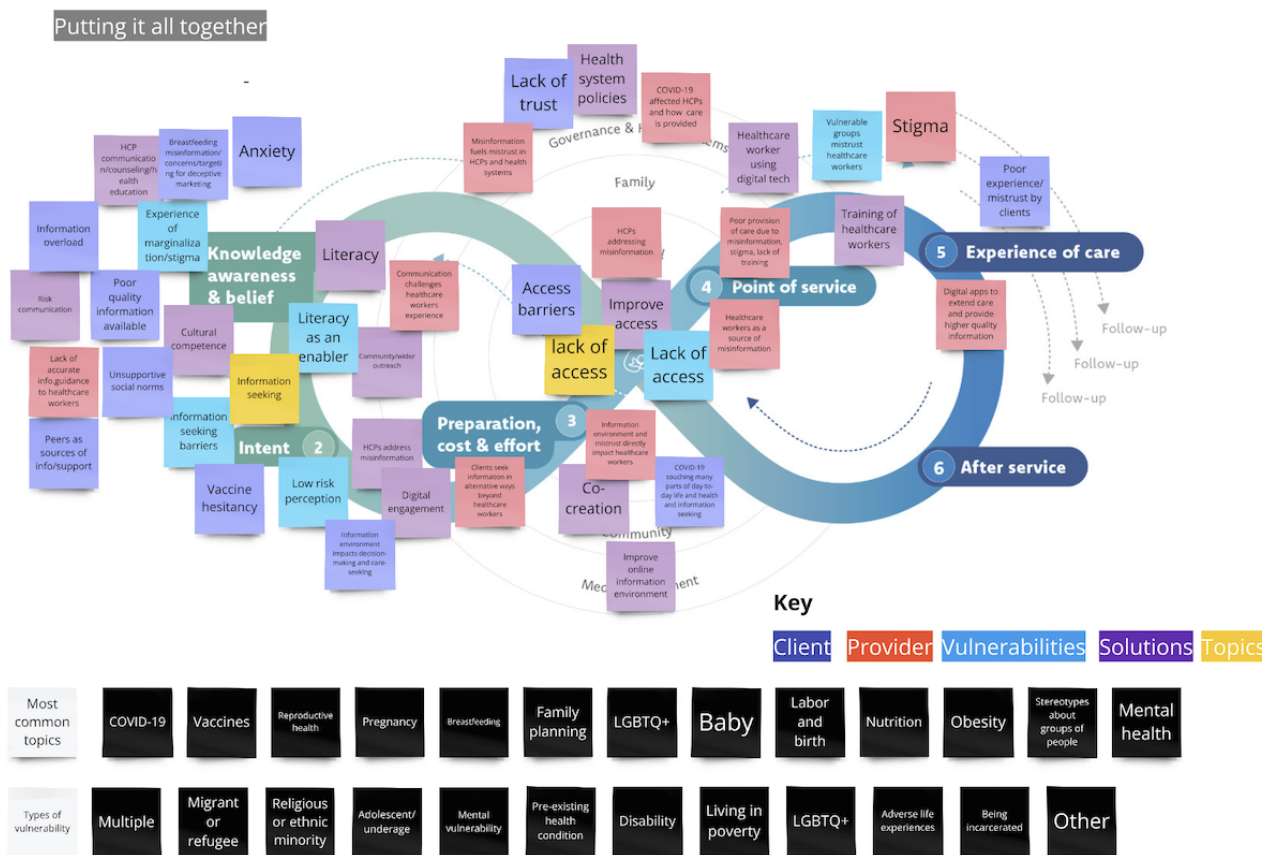 Putting it all together
-
Lack of
trust
Health
system
policies
COVID-19
affected HCPs
and how care
is provided
Governance & H
ems
Misinformation
fuels mistrust in
HCPs and health
systems
Healthcare
worker
using
digital tech
Vulnerable
groups
mistrust
healthcare
workers
Stigma
Poor
experience/
mistrust by
clients
HCP
communicatio
n/counseling/h
ealth
education
Breastfeeding
misinformation/
concerns/targeti
ng for deceptive
marketing
Anxiety
Family
Information
overload
Experience
of
marginaliza
tion/stigma
Knowledge
awareness
& belief
Literacy
HCPs
addressing
misinformation
Poor provision
of care due to
misinformation,
stigma, lack of
training
Training of
healthcare
workers
5
Experience of care
Risk
communication
Poor
quality
information
available
Communication
challenges
healthcare
workers
experience
Access
barriers
Improve
access
4
Point of service
Digital apps to
extend care
and provide
higher quality
information
Follow-up
Follow-up
Follow-up
Cultural
competence
Literacy
as an
enabler
Community/wider
outreach
lack of
access
Lack of
access
Healthcare
workers as a
source of
misinformation
Lack of
accurate
info,guidance
to healthcare
workers
Unsupportive
social norms
Information
seeking
Peers as
sources of
info/support
Information
seeking
barriers
Intent
2
HCPs address
misinformation
Preparation,
cost & effort
3
Information
environment and
mistrust directly
impact healthcare
workers
6
After service
Vaccine
hesitancy
Low risk
perception
Digital
engagement
Clients seek
information in
alternative ways
beyond
healthcare
workers
Co-
creation
COVID-19
touching many
parts of day-to-
day life and health
and information
seeking
Information
environment
impacts decision-
making and care-
seeking
ommunity
Med
ment
Improve
online
information
environment
Key
Client Provider Vulnerabilities Solutions Topics
Most
common
topics
COVID-19
Vaccines
Reproductive
health
Pregnancy
Breastfeeding
Family
planning
LGBTQ+
Baby
Labor
and
birth
Nutrition
Obesity
Stereotypes
about
groups of
people
Mental
health
Types of
vulnerability
Multiple
Migrant
or
refugee
Religious
or ethnic
minority
Adolescent/
underage
Mental
vulnerability
Pre-existing
health
condition
Disability
Living in
poverty
LGBTQ+
Adverse life
experiences
Being
incarcerated
Other